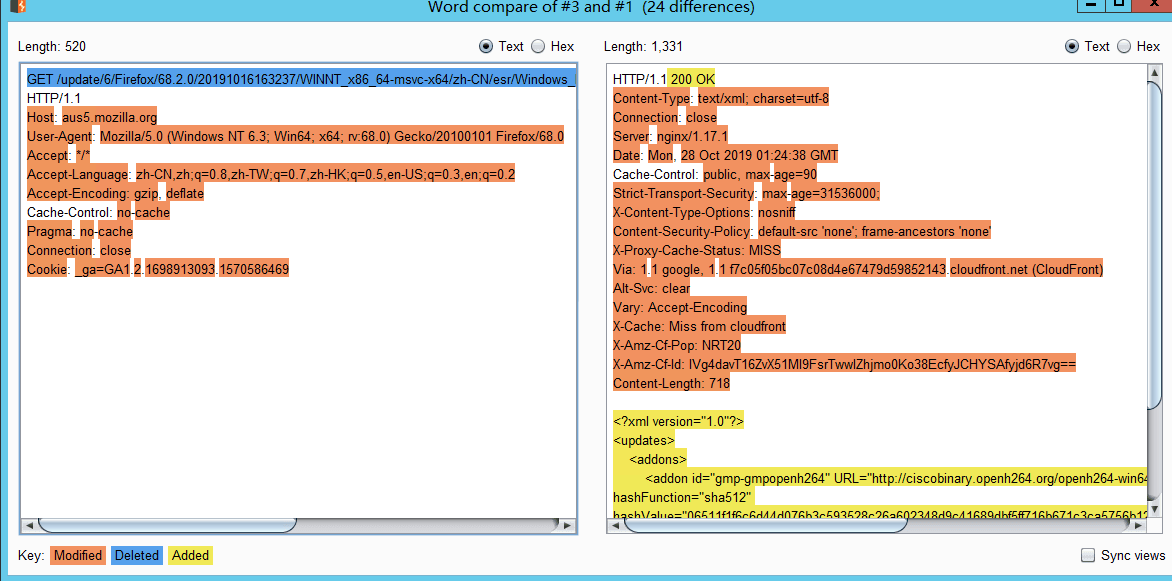 Word compare of #3 and #1 (24 differences)
Length: 520
Text
Hex
GET /update/6/Firefox/68.2.0/20191016163237/WINNT_x86_64-msvc-x64/zh-CN/esr/Windows_
HTTP/1.1
Host: aus5.mozilla.org
User-Agent: Mozilla/5.0 (Windows NT 6.3; Win64; x64; rv:68.0) Gecko/20100101 Firefox/68.0
Accept: */*
Accept-Language: zh-CN,zh;q=0.8,zh-TW;q=0.7,zh-HK;q=0.5,en-US;q=0.3,en;q=0.2
Accept-Encoding: gzip, deflate
Cache-Control: no-cache
Pragma: no-cache
Connection: close
Cookie: _ga=GA1.2.1698913093.1570586469
Length: 1,331
Text
Hex
HTTP/1.1 200 OK
Content-Type: text/xml; charset=utf-8
Connection: close
Server: nginx/1.17.1
Date: Mon, 28 Oct 2019 01:24:38 GMT
Cache-Control: public, max-age=90
Strict-Transport-Security: max-age=31536000;
X-Content-Type-Options: nosniff
Content-Security-Policy: default-src 'none'; frame-ancestors 'none'
X-Proxy-Cache-Status: MISS
Via: 1.1 google, 1.1 f7c05f05bc07c08d4e67479d59852143.cloudfront.net (CloudFront)
Alt-Svc: clear
Vary: Accept-Encoding
X-Cache: Miss from cloudfront
X-Amz-Cf-Pop: NRT20
X-Amz-Cf-Id: lVg4davT16ZvX51Ml9FsrTwwlZhjmo0Ko38EcfyJCHYSAfyjd6R7vg==
Content-Length: 718
<?xml version="1.0"?>
<updates>
<addons>
<addon id="gmp-gmpopenh264" URL="http://ciscobinary.openh264.org/openh264-win64
hashFunction="sha512"
hashValue="06511f1f6c6d44d076b3c593528c26a602348d9c41689dbf5ff716b671c3ca5756b12
Key:
Modified
Deleted
Added
Sync views